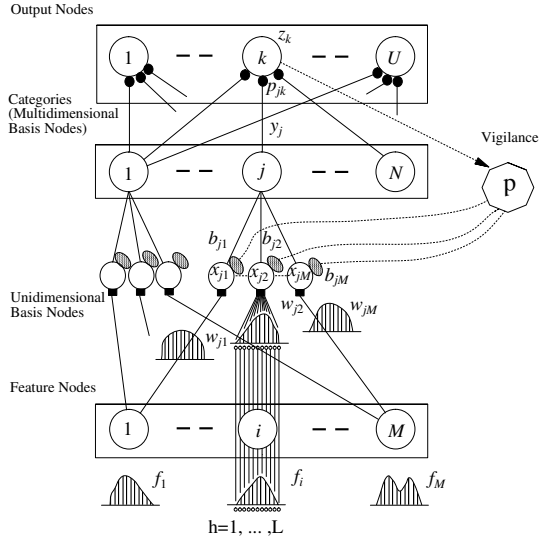 Output Nodes
z_k
1 k U
p_jk
Categories
(Multidimensional
Basis Nodes)
y_j
Vigilance
1 j N
p
b_j1 b_j2
x_j1 x_j2 x_jM b_jM
Unidimensional
Basis Nodes
w_j1 w_j2 w_jM
Feature Nodes
1 i M
f_1 f_i f_M
h=1, ... ,L